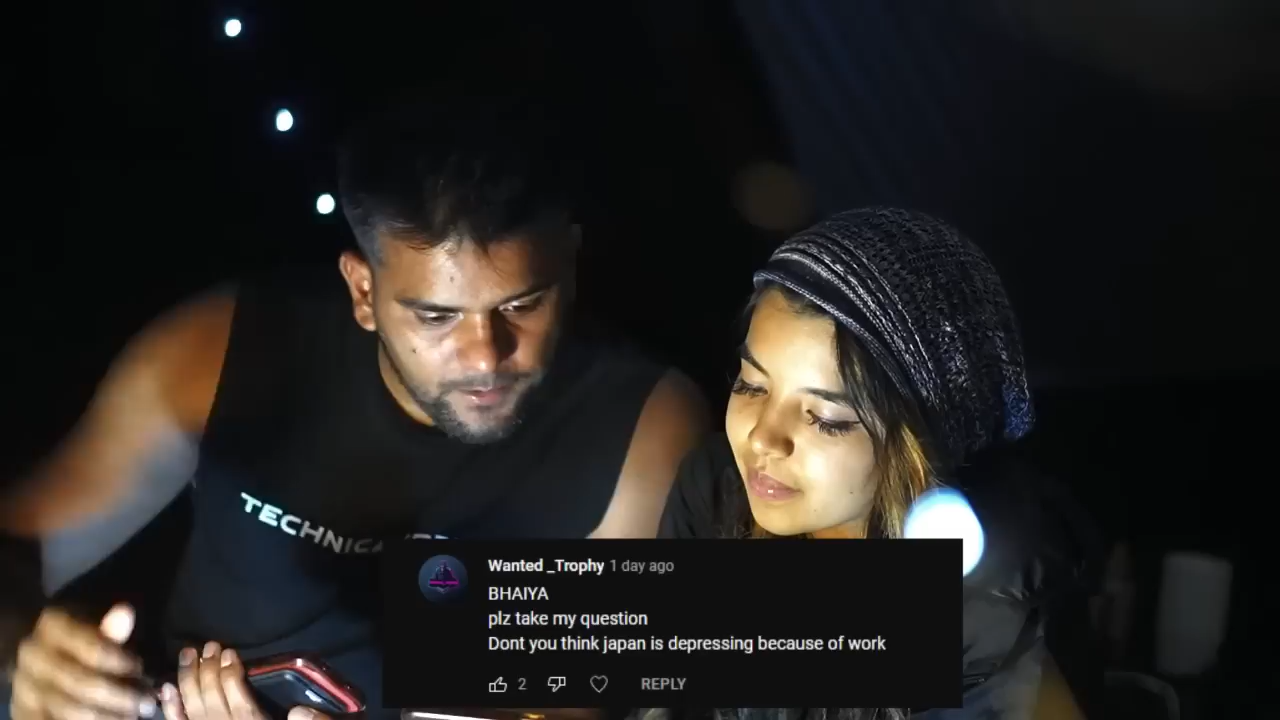 TECHNICA
Wanted _Trophy 1 day ago
BHAIYA
plz take my question
Dont you think japan is depressing because of work
2 REPLY